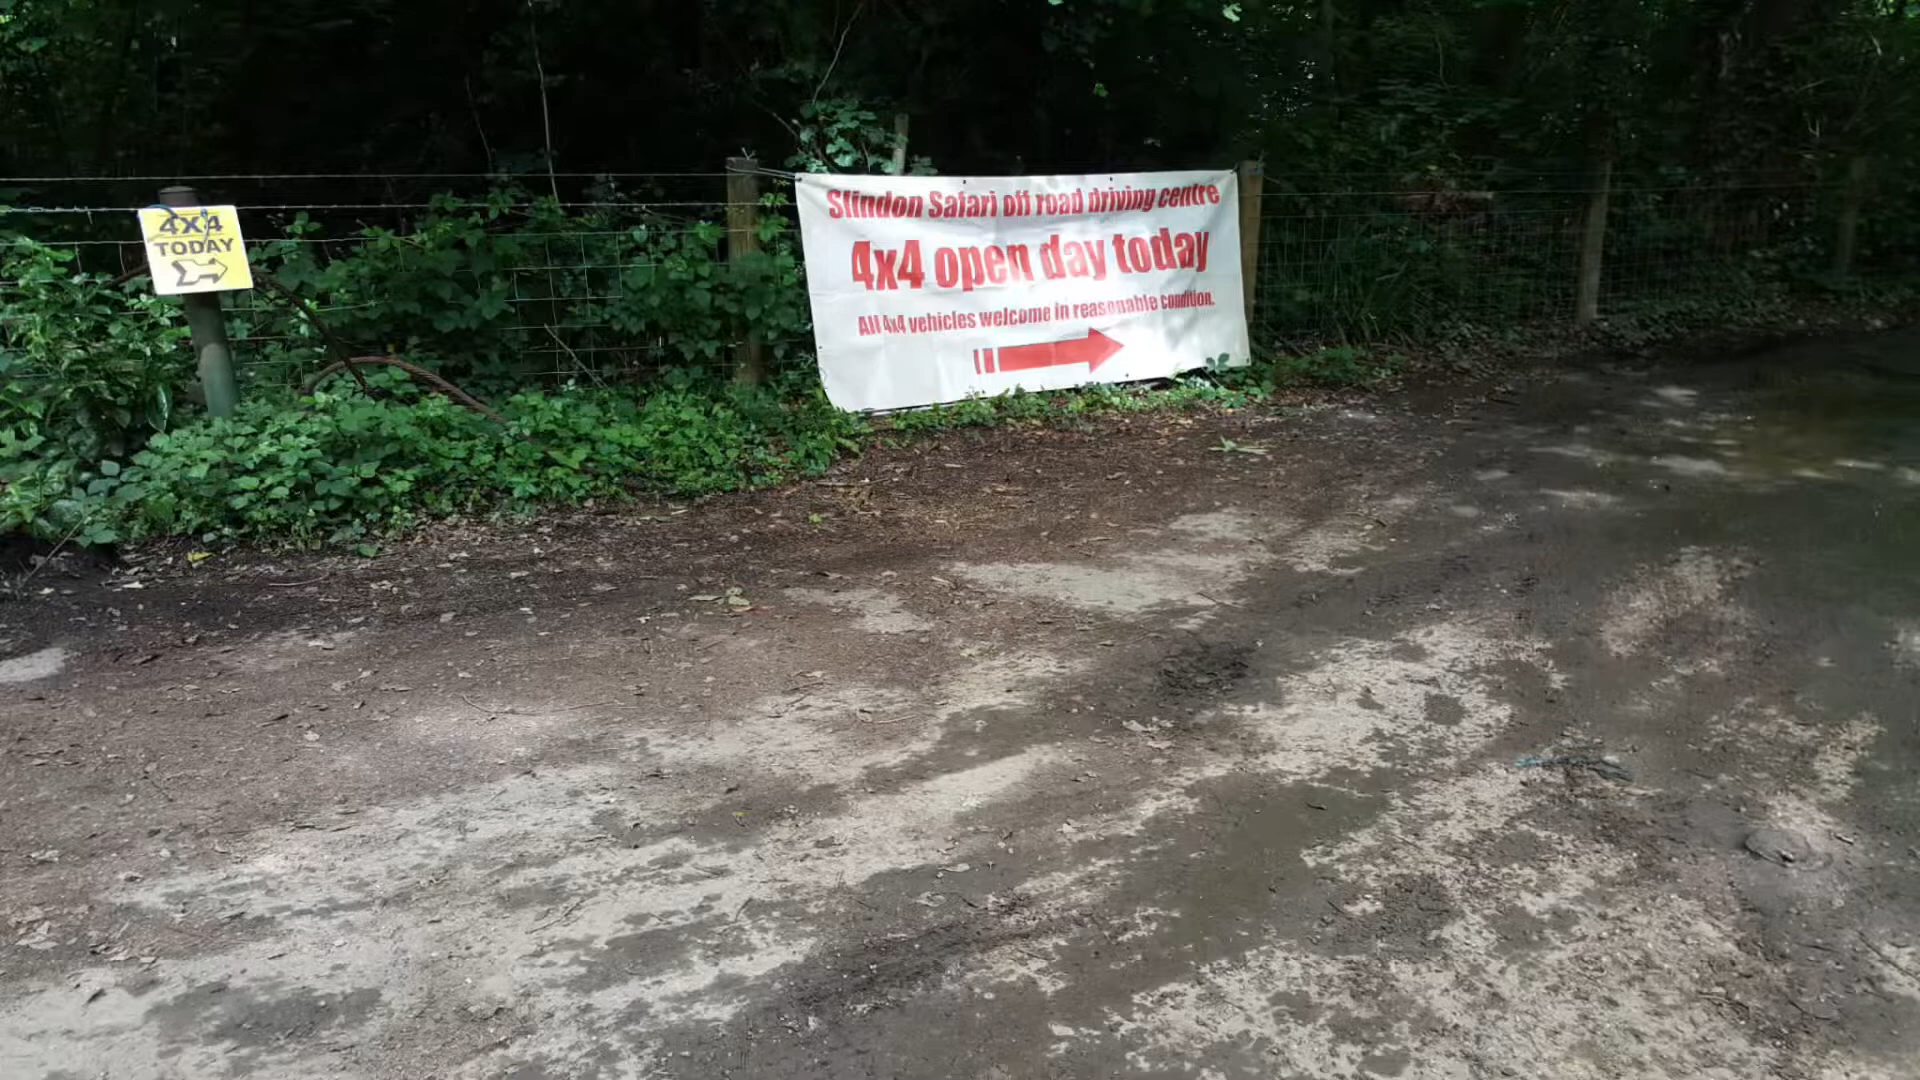 4X4
TODAY
Slindon Safari off road driving centre
4x4 open day today
All 4x4 vehicles welcome in reasonable condition.